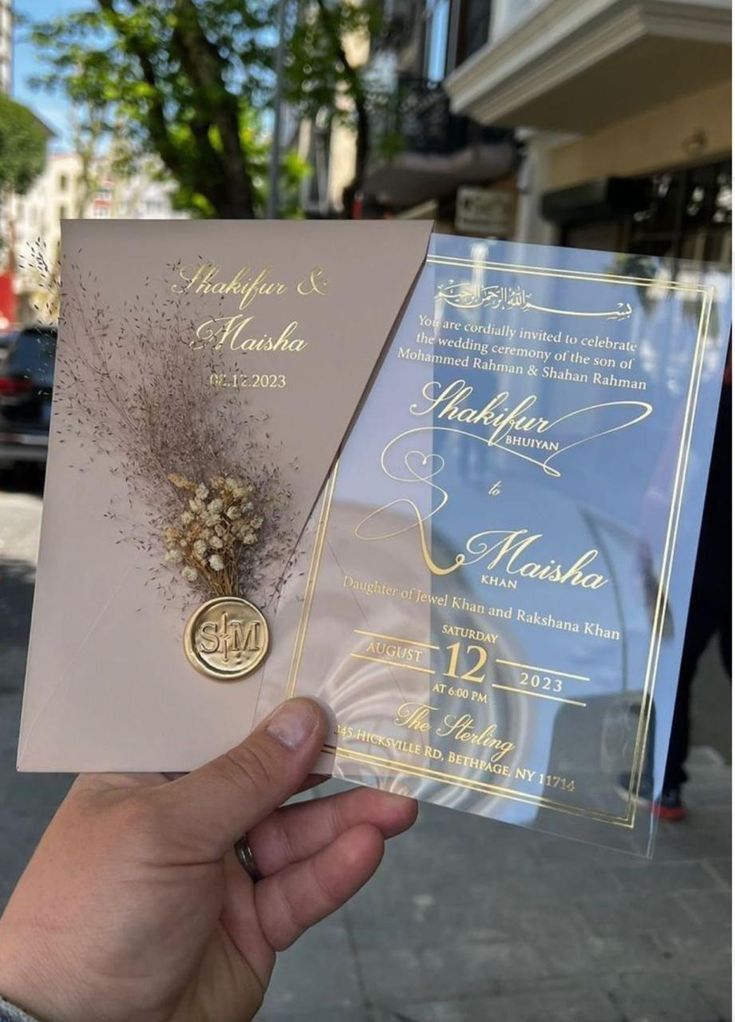 Shakifur &
Maisha
08.12.2023
S M
بسم الله الرحمن الرحيم
You are cordially invited to celebrate
the wedding ceremony of the son of
Mohammed Rahman & Shahan Rahman
Shakifur
BHUIYAN
to
Maisha
KHAN
Daughter of Jewel Khan and Rakshana Khan
SATURDAY
AUGUST 12 2023
AT 6:00 PM
The Sterling
345 HICKSVILLE RD, BETHPAGE, NY 11714